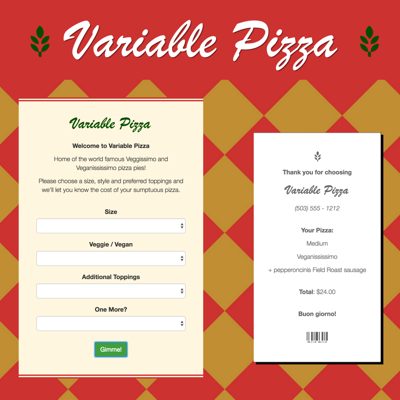 Variable Pizza
Variable Pizza
Welcome to Variable Pizza
Home of the world famous Veggissimo and
Veganississimo pizza pies!
Please choose a size, style and preferred toppings and
we'll let you know the cost of your sumptuous pizza.
Size
Veggie / Vegan
Additional Toppings
One More?
Gimme!
Thank you for choosing
Variable Pizza
(503) 555 - 1212
Your Pizza:
Medium
Veganississimo
+ pepperoncinis Field Roast sausage
Total: $24.00
Buon giorno!